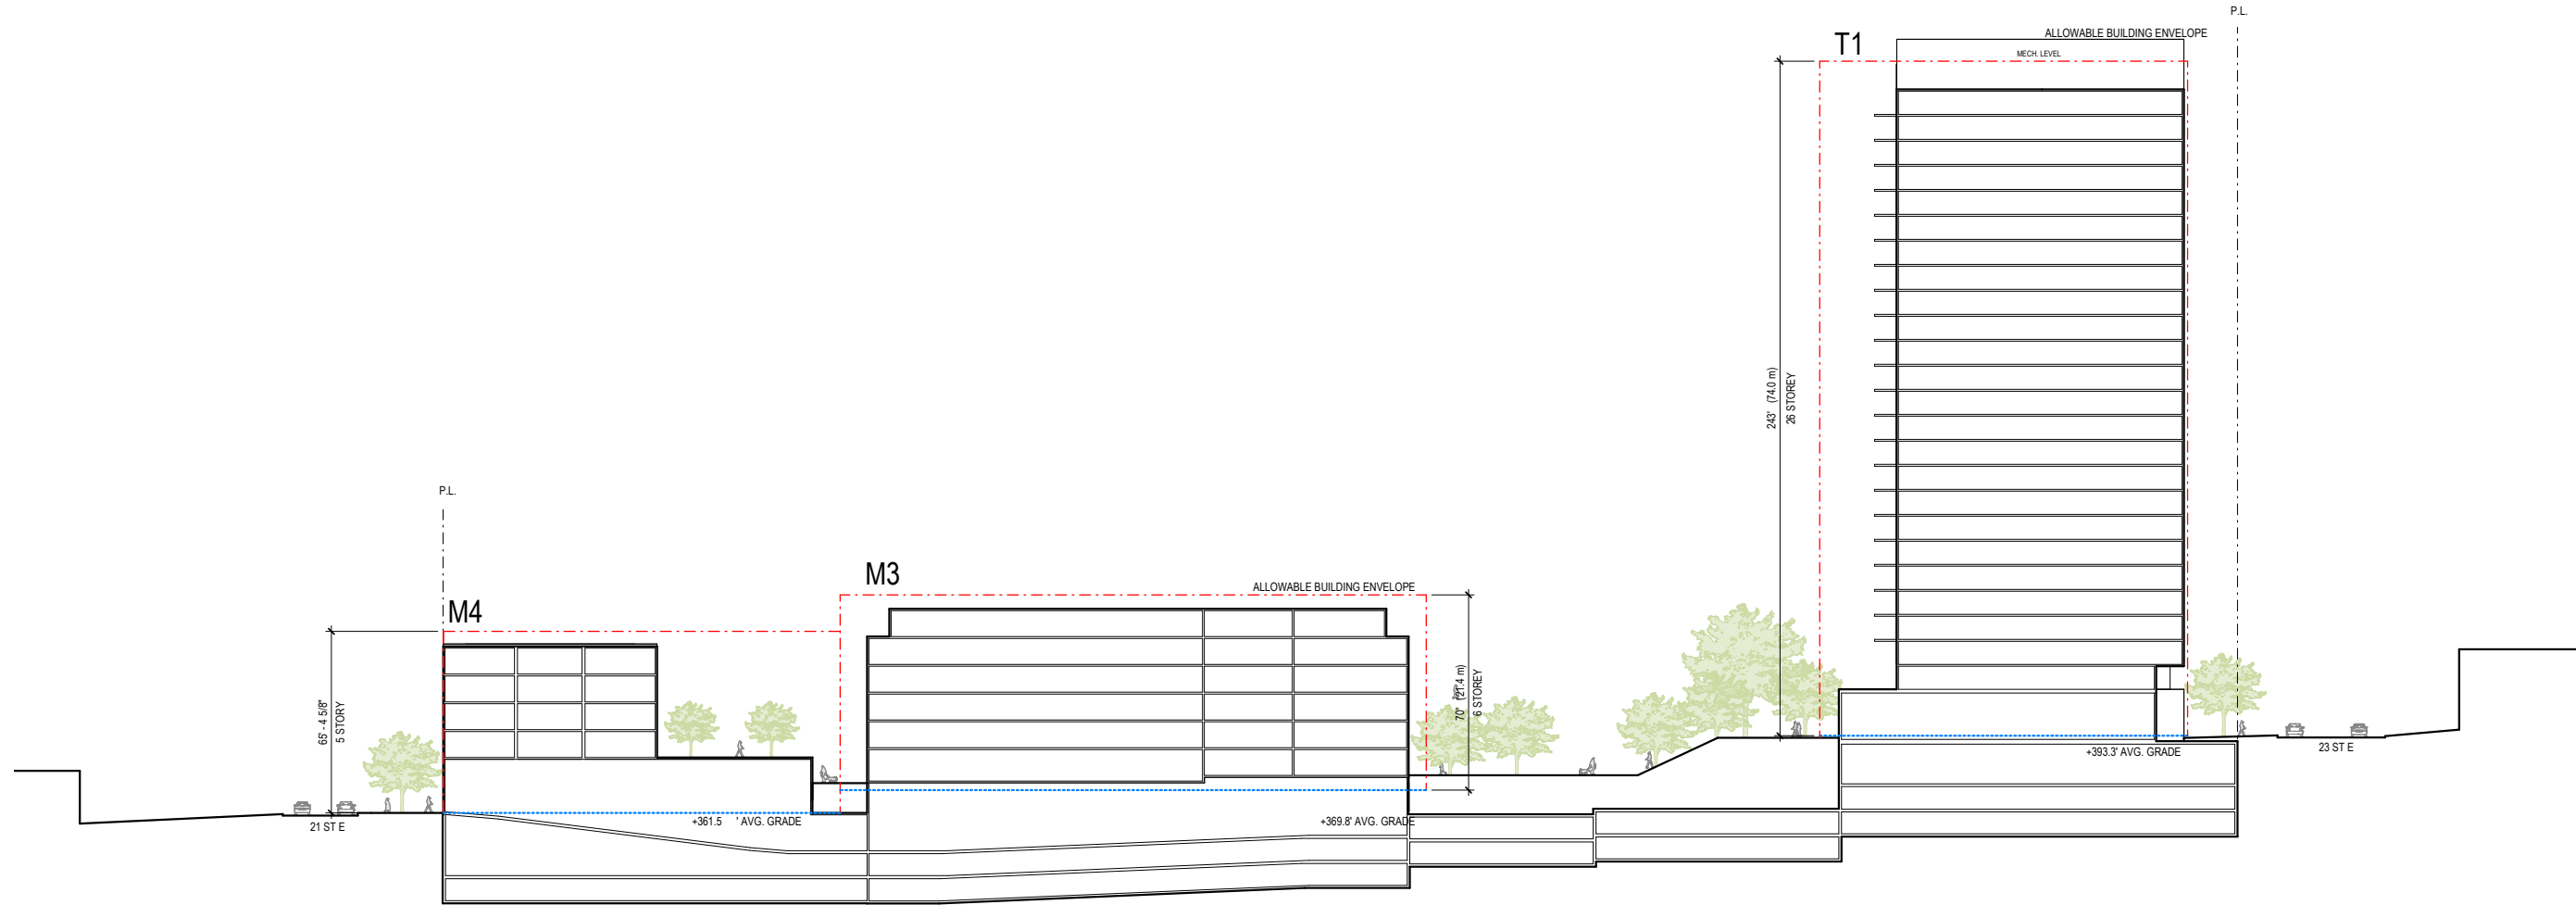 P.L.
ALLOWABLE BUILDING ENVELOPE
T1
MECH. LEVEL
243' (74.0 m)
26 STOREY
P.L.
M3
ALLOWABLE BUILDING ENVELOPE
M4
65' - 4 5/8"
5 STORY
70' (21.4 m)
6 STOREY
+393.3' AVG. GRADE
23 ST E
21 ST E
+361.5 ' AVG. GRADE
+369.8' AVG. GRADE